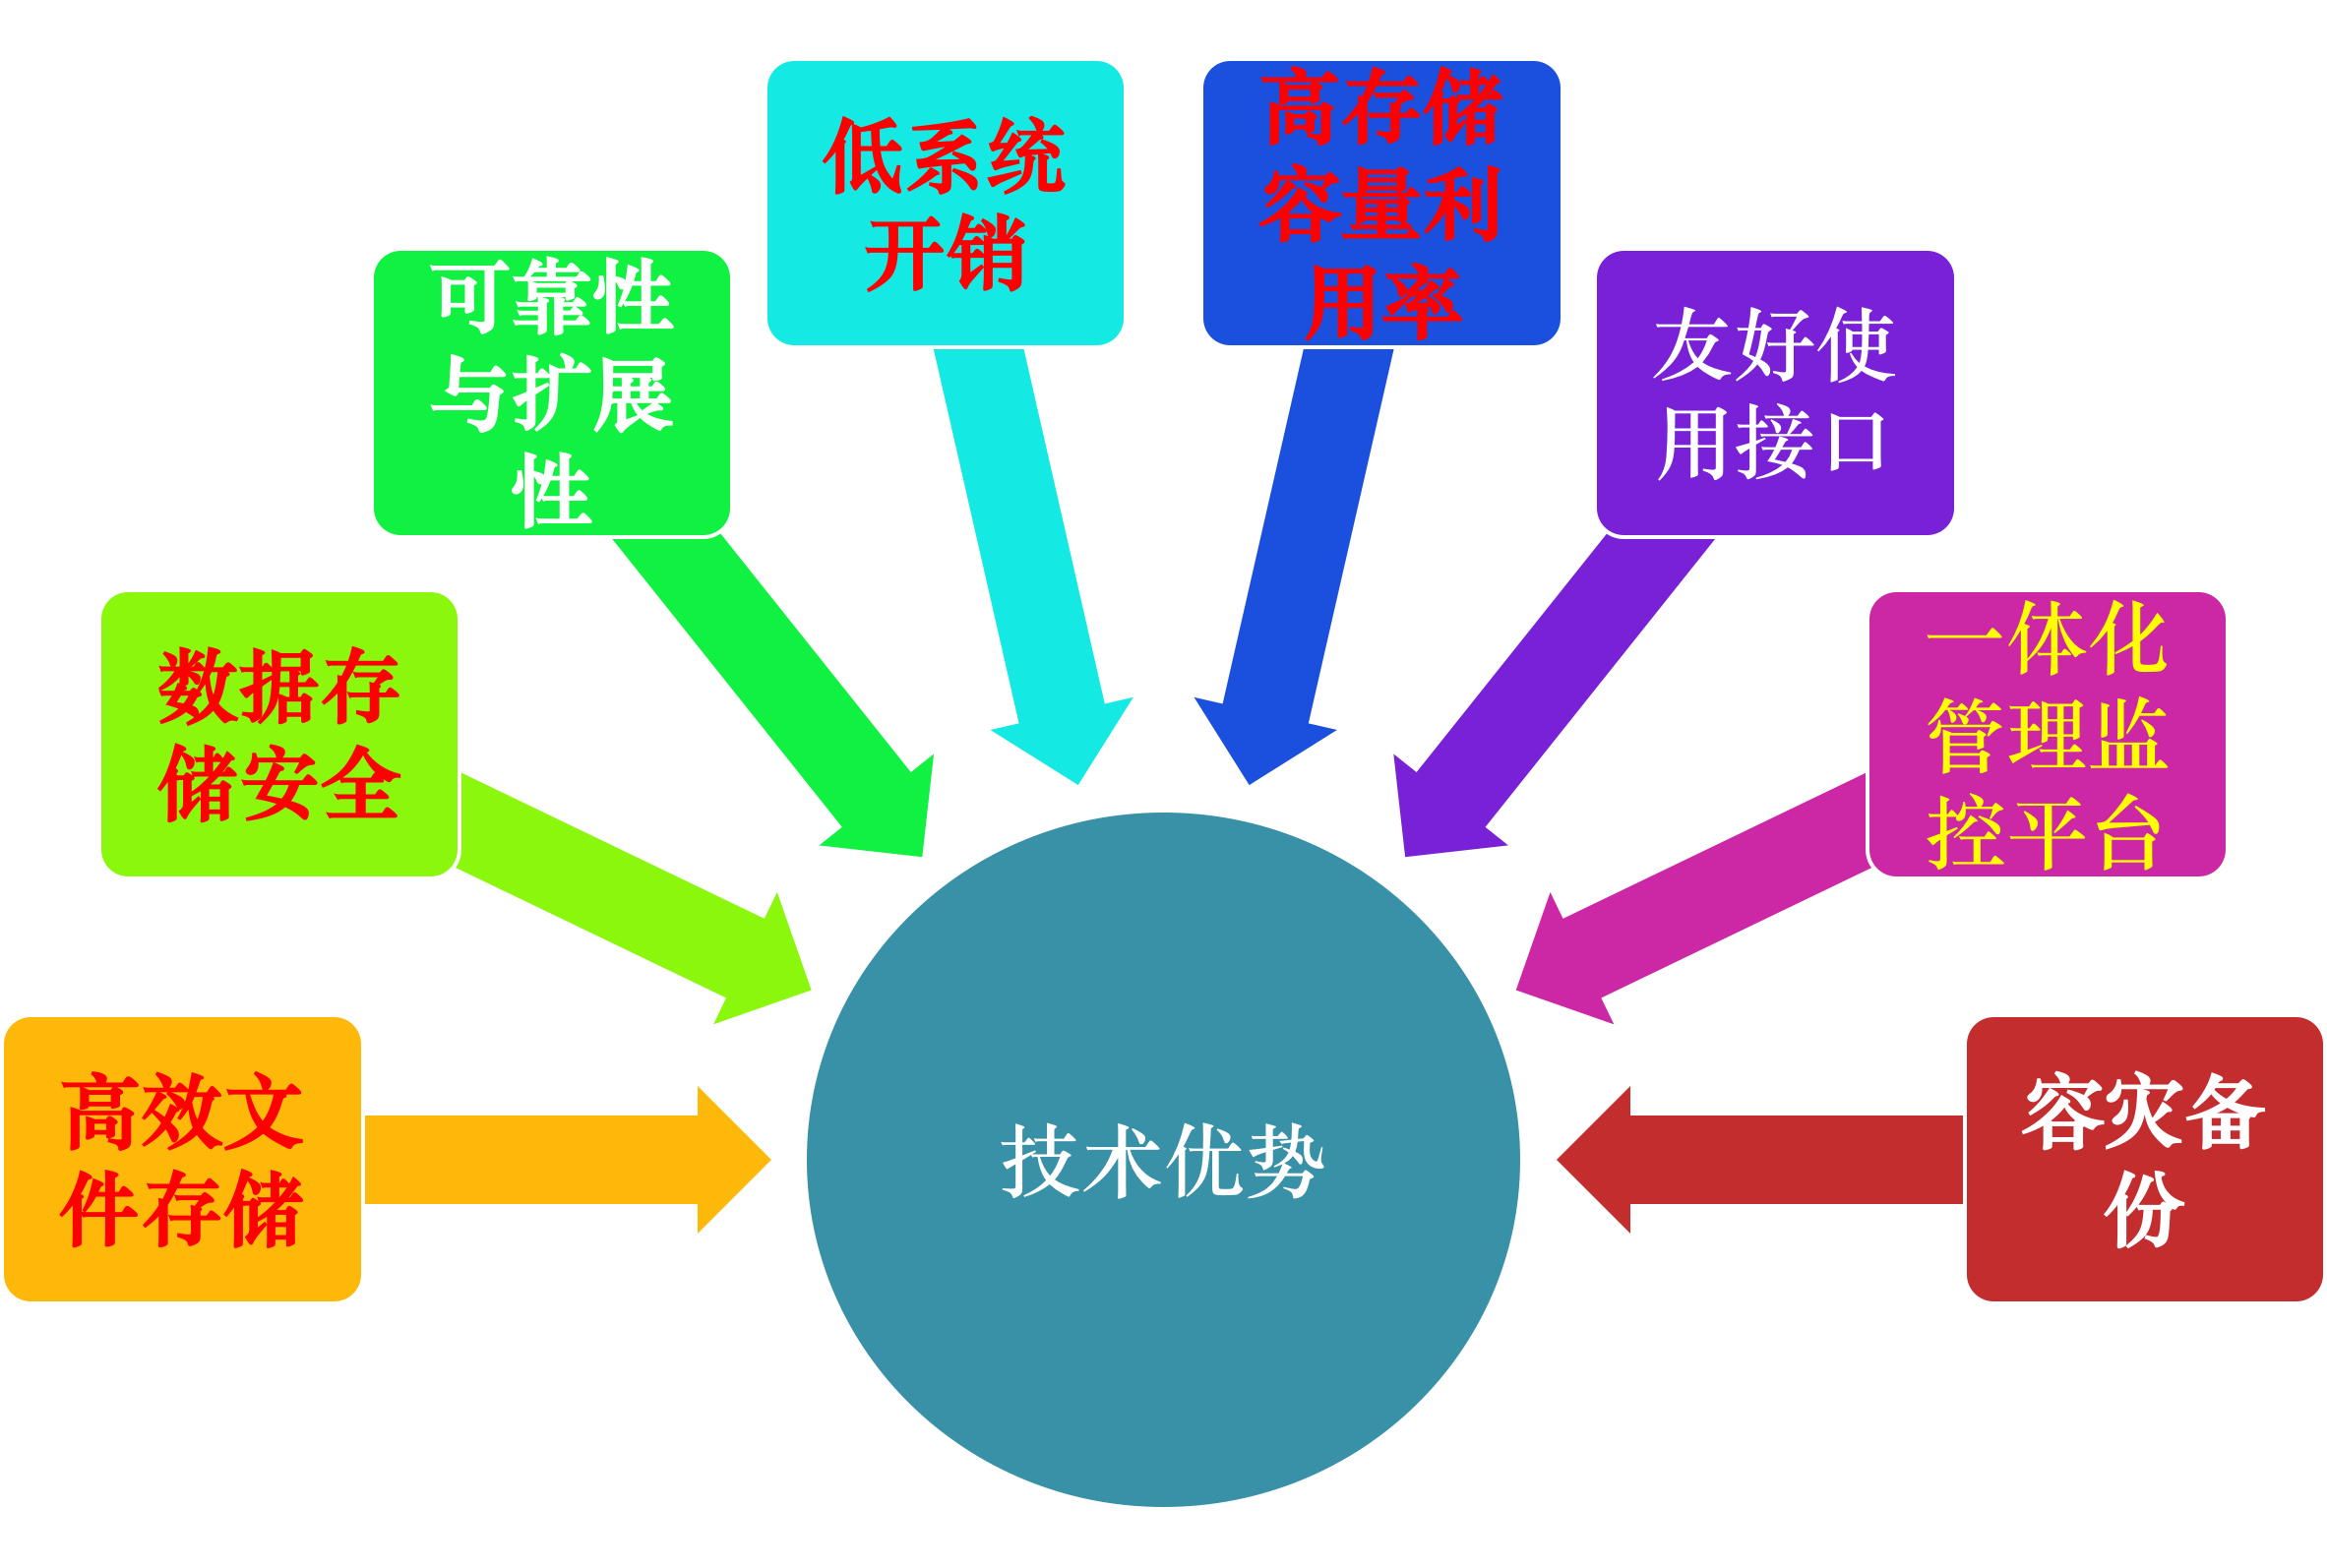 低系统
开销
高存储
容量利
用率
可靠性
与扩展
性
友好使
用接口
数据存
储安全
一体化
管理监
控平台
高效文
件存储
容灾备
份
技术优势